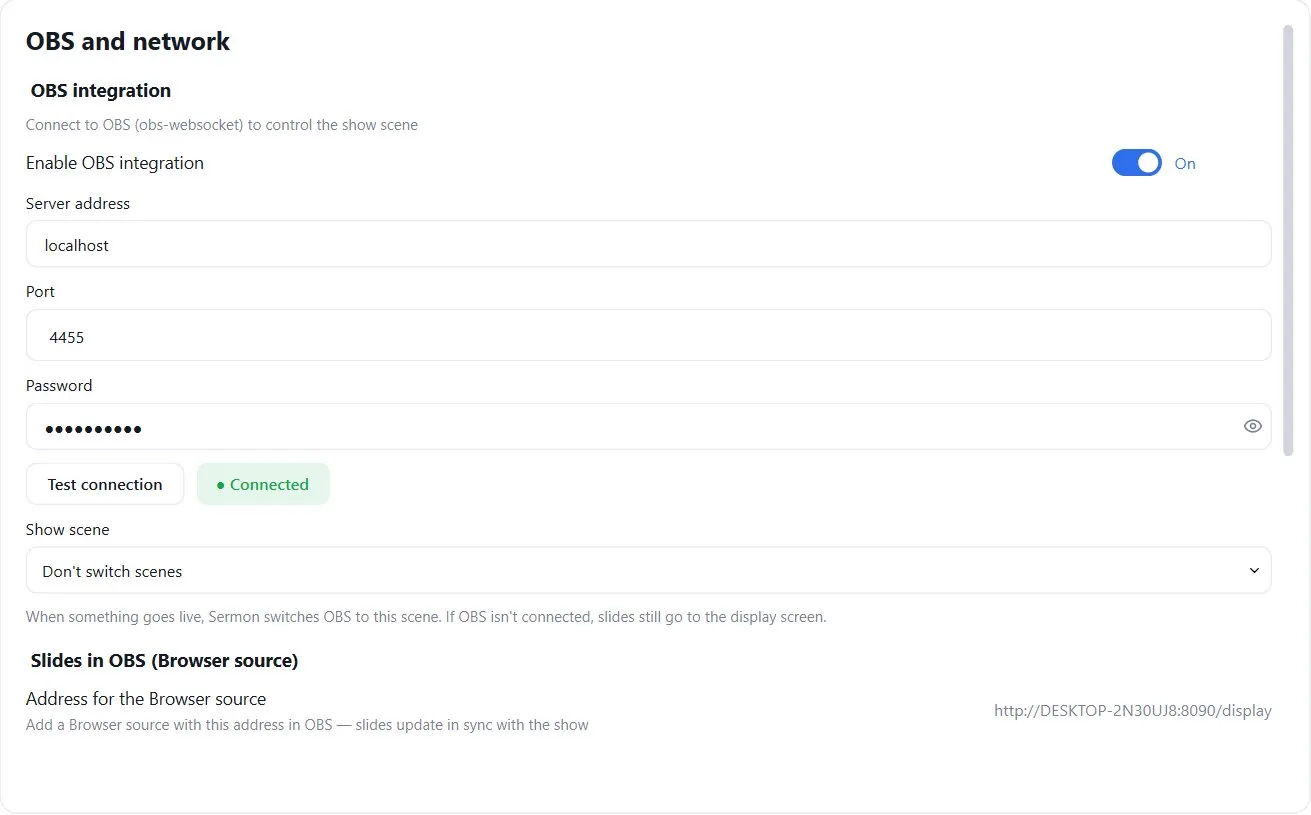 OBS and network
OBS integration
Connect to OBS (obs-websocket) to control the show scene
Enable OBS integration
On
Server address
localhost
Port
4455
Password
••••••••••
Test connection
● Connected
Show scene
Don't switch scenes
When something goes live, Sermon switches OBS to this scene. If OBS isn't connected, slides still go to the display screen.
Slides in OBS (Browser source)
Address for the Browser source
http://DESKTOP-2N30UJ8:8090/display
Add a Browser source with this address in OBS — slides update in sync with the show